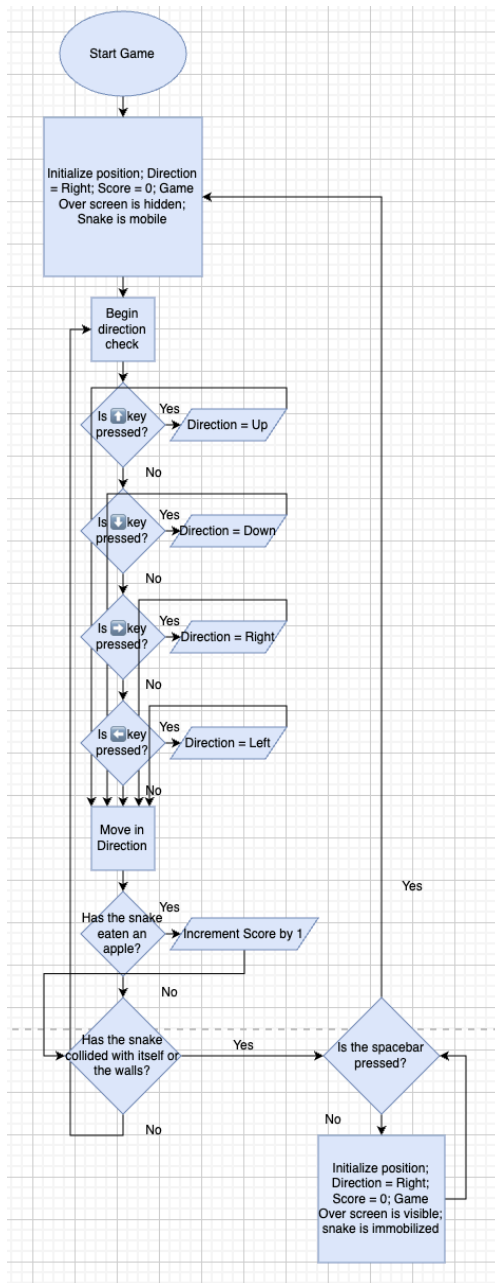 Start Game
Initialize position; Direction
= Right; Score = 0; Game
Over screen is hidden;
Snake is mobile
Begin
direction
check
Is ⬆️ key
pressed?
Yes
Direction = Up
No
Is ⬇️ key
pressed?
Yes
Direction = Down
No
Is ➡️ key
pressed?
Yes
Direction = Right
No
Is ⬅️ key
pressed?
Yes
Direction = Left
No
Move in
Direction
Has the snake
eaten an
apple?
Yes
Increment Score by 1
No
Has the snake
collided with itself or
the walls?
Yes
No
Is the spacebar
pressed?
Yes
No
Initialize position;
Direction = Right;
Score = 0; Game
Over screen is visible;
snake is immobilized